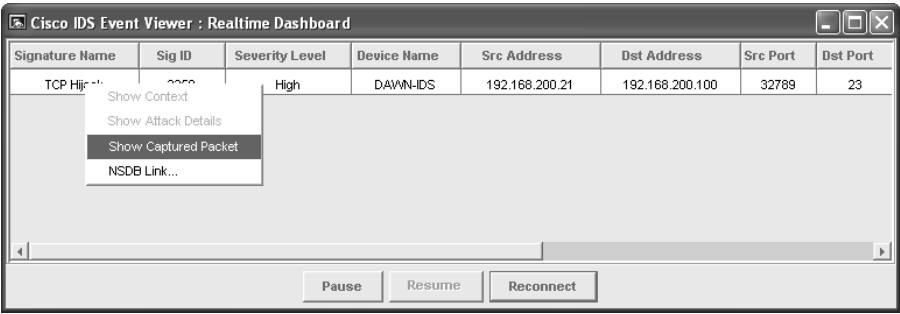 Cisco IDS Event Viewer : Realtime Dashboard
Signature Name Sig ID Severity Level Device Name Src Address Dst Address Src Port Dst Port
TCP High DAWN-IDS 192.168.200.21 192.168.200.100 32789 23
Show Context
Show Attack Details
Show Captured Packet
NSDB Link...
Pause Resume Reconnect